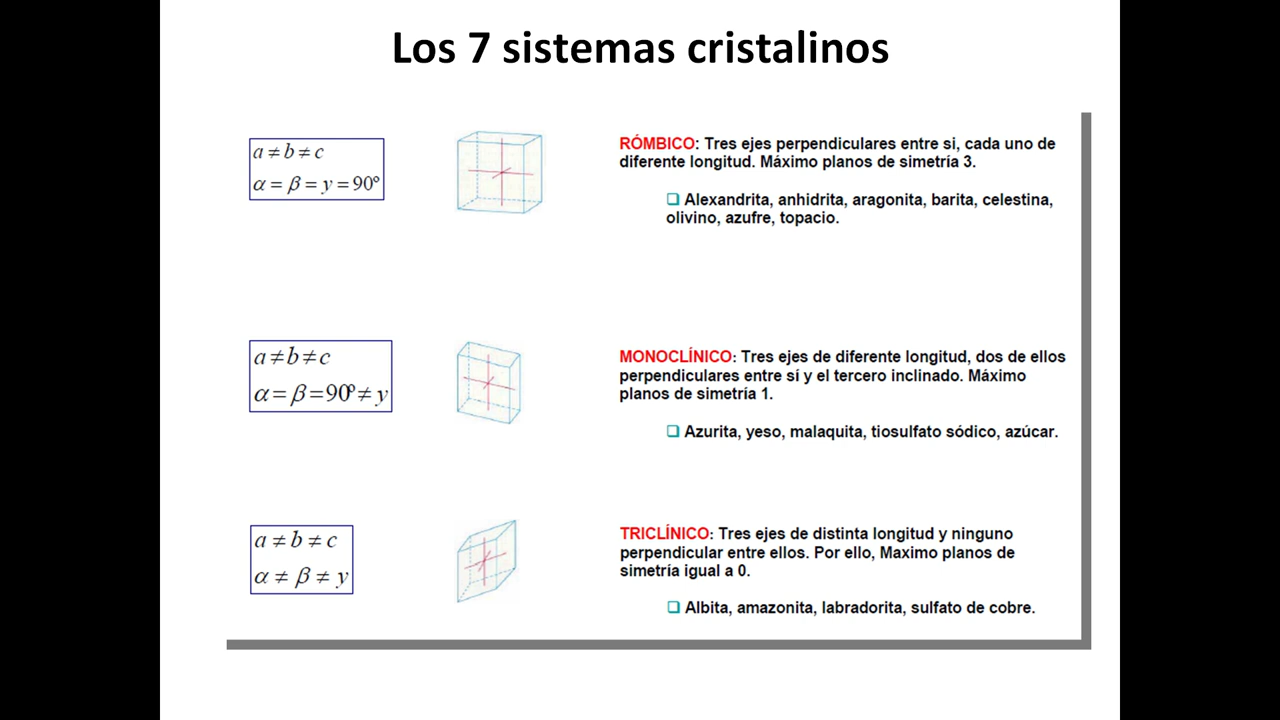 Los 7 sistemas cristalinos
a ≠ b ≠ c
α = β = y = 90º
RÓMBICO: Tres ejes perpendiculares entre si, cada uno de
diferente longitud. Máximo planos de simetría 3.
❑ Alexandrita, anhidrita, aragonita, barita, celestina,
olivino, azufre, topacio.
a ≠ b ≠ c
α = β = 90º ≠ y
MONOCLÍNICO: Tres ejes de diferente longitud, dos de ellos
perpendiculares entre sí y el tercero inclinado. Máximo
planos de simetría 1.
❑ Azurita, yeso, malaquita, tiosulfato sódico, azúcar.
a ≠ b ≠ c
α ≠ β ≠ y
TRICLÍNICO: Tres ejes de distinta longitud y ninguno
perpendicular entre ellos. Por ello, Maximo planos de
simetría igual a 0.
❑ Albita, amazonita, labradorita, sulfato de cobre.